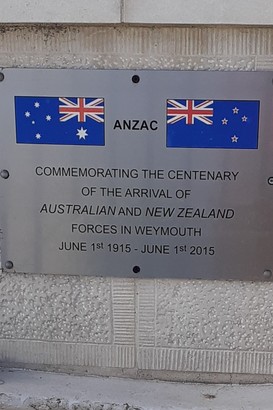 ANZAC
COMMEMORATING THE CENTENARY
OF THE ARRIVAL OF
AUSTRALIAN AND NEW ZEALAND
FORCES IN WEYMOUTH
JUNE 1st 1915 - JUNE 1st 2015